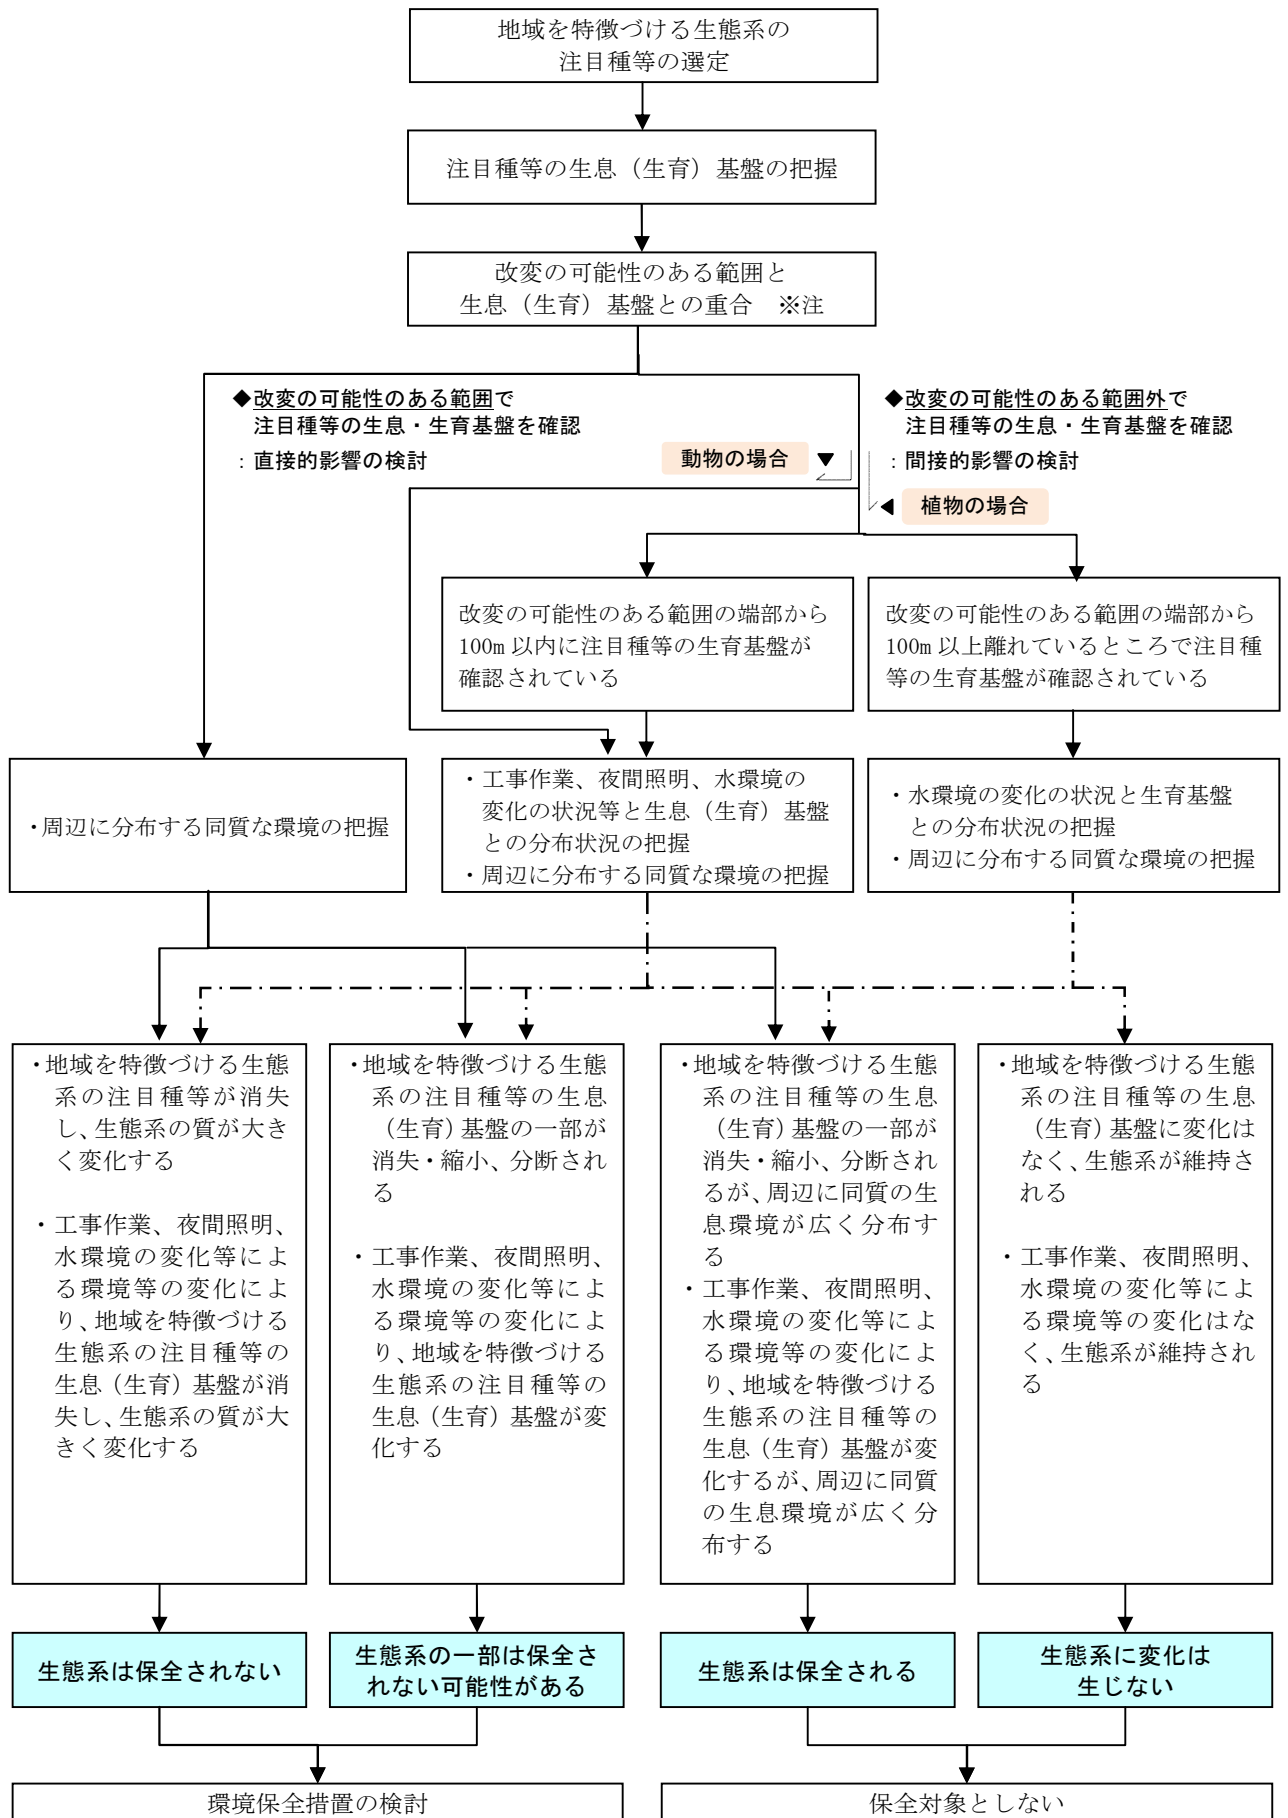 地域を特徴づける生態系の
注目種等の選定
注目種等の生息（生育）基盤の把握
改変の可能性のある範囲と
生息（生育）基盤との重合　※注
◆改変の可能性のある範囲で
注目種等の生息・生育基盤を確認
：直接的影響の検討
◆改変の可能性のある範囲外で
注目種等の生息・生育基盤を確認
：間接的影響の検討
動物の場合
植物の場合
改変の可能性のある範囲の端部から
100m 以内に注目種等の生育基盤が
確認されている
改変の可能性のある範囲の端部から
100m 以上離れているところで注目種
等の生育基盤が確認されている
・周辺に分布する同質な環境の把握
・工事作業、夜間照明、水環境の
変化の状況等と生息（生育）基盤
との分布状況の把握
・周辺に分布する同質な環境の把握
・水環境の変化の状況と生育基盤
との分布状況の把握
・周辺に分布する同質な環境の把握
・地域を特徴づける生態
系の注目種等が消失
し、生態系の質が大き
く変化する
・工事作業、夜間照明、
水環境の変化等によ
る環境等の変化によ
り、地域を特徴づける
生態系の注目種等の
生息（生育）基盤が消
失し、生態系の質が大
きく変化する
・地域を特徴づける生態
系の注目種等の生息
（生育）基盤の一部が
消失・縮小、分断され
る
・工事作業、夜間照明、
水環境の変化等によ
る環境等の変化によ
り、地域を特徴づける
生態系の注目種等の
生息（生育）基盤が変
化する
・地域を特徴づける生態
系の注目種等の生息
（生育）基盤の一部が
消失・縮小、分断され
るが、周辺に同質の生
息環境が広く分布す
る
・工事作業、夜間照明、
水環境の変化等によ
る環境等の変化によ
り、地域を特徴づける
生態系の注目種等の
生息（生育）基盤が変
化するが、周辺に同質
の生息環境が広く分
布する
・地域を特徴づける生態
系の注目種等の生息
（生育）基盤に変化は
なく、生態系が維持さ
れる
・工事作業、夜間照明、
水環境の変化等によ
る環境等の変化はな
く、生態系が維持され
る
生態系は保全されない
生態系の一部は保全さ
れない可能性がある
生態系は保全される
生態系に変化は
生じない
環境保全措置の検討
保全対象としない